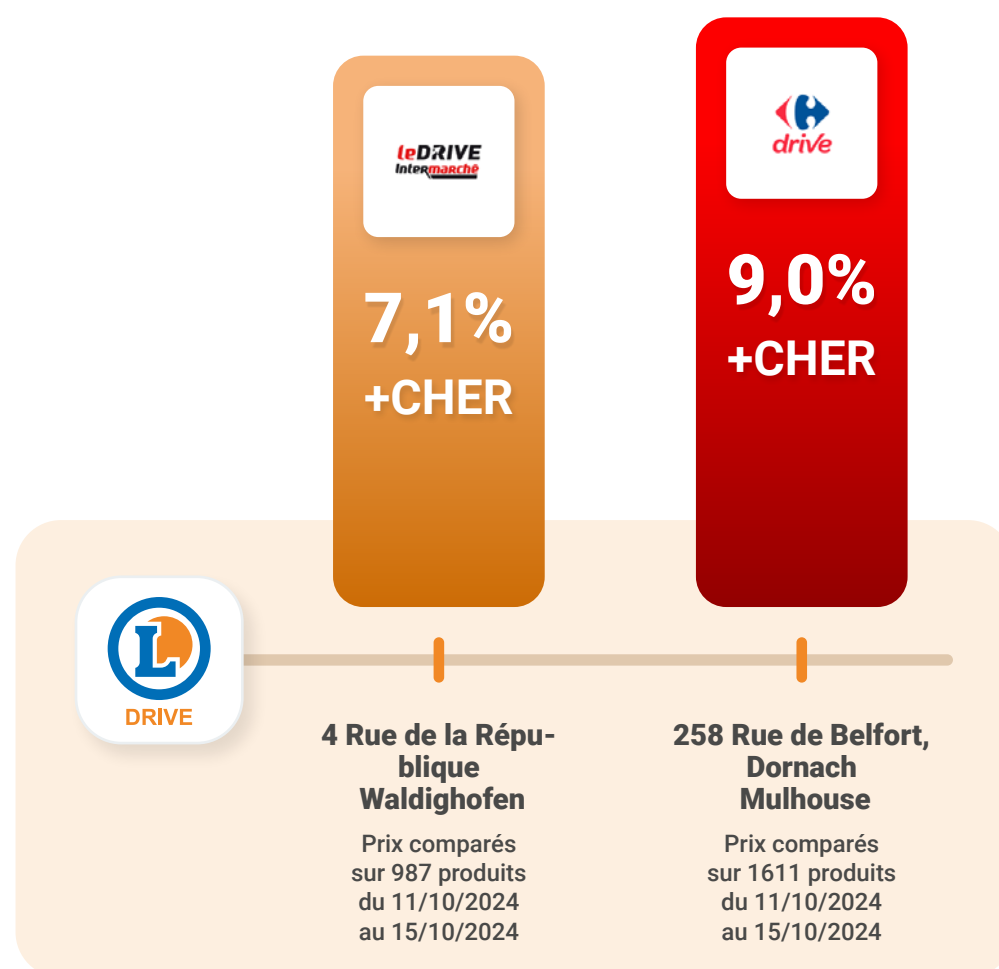 leDRIVE
Intermarché
7,1%
+CHER
drive
9,0%
+CHER
L
DRIVE
4 Rue de la Répu-
blique
Waldighofen
Prix comparés
sur 987 produits
du 11/10/2024
au 15/10/2024
258 Rue de Belfort,
Dornach
Mulhouse
Prix comparés
sur 1611 produits
du 11/10/2024
au 15/10/2024